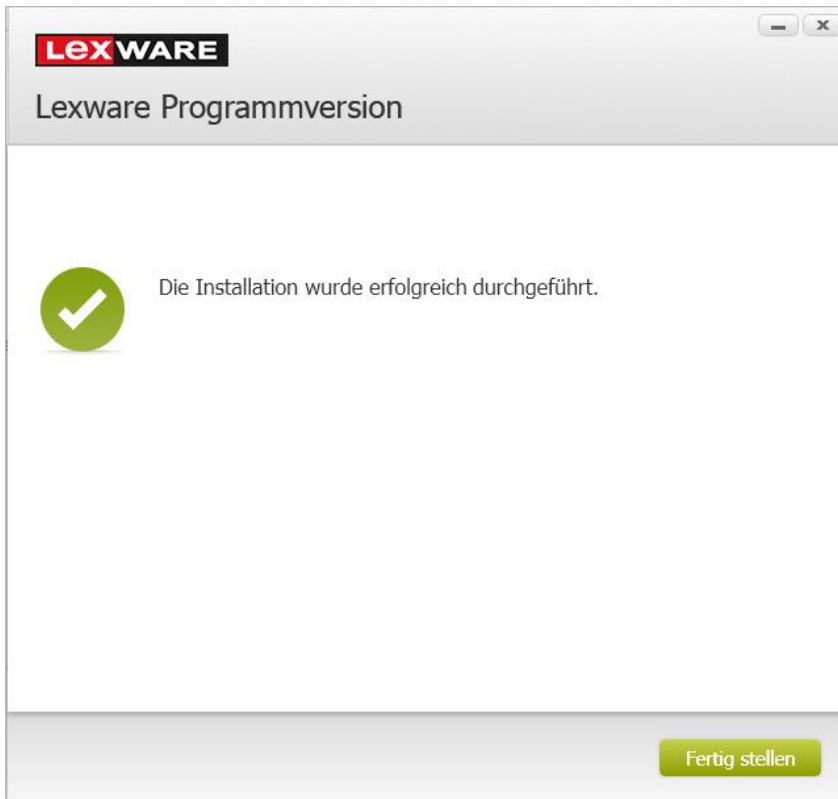 LexWARE
Lexware Programmversion
Die Installation wurde erfolgreich durchgeführt.
Fertig stellen